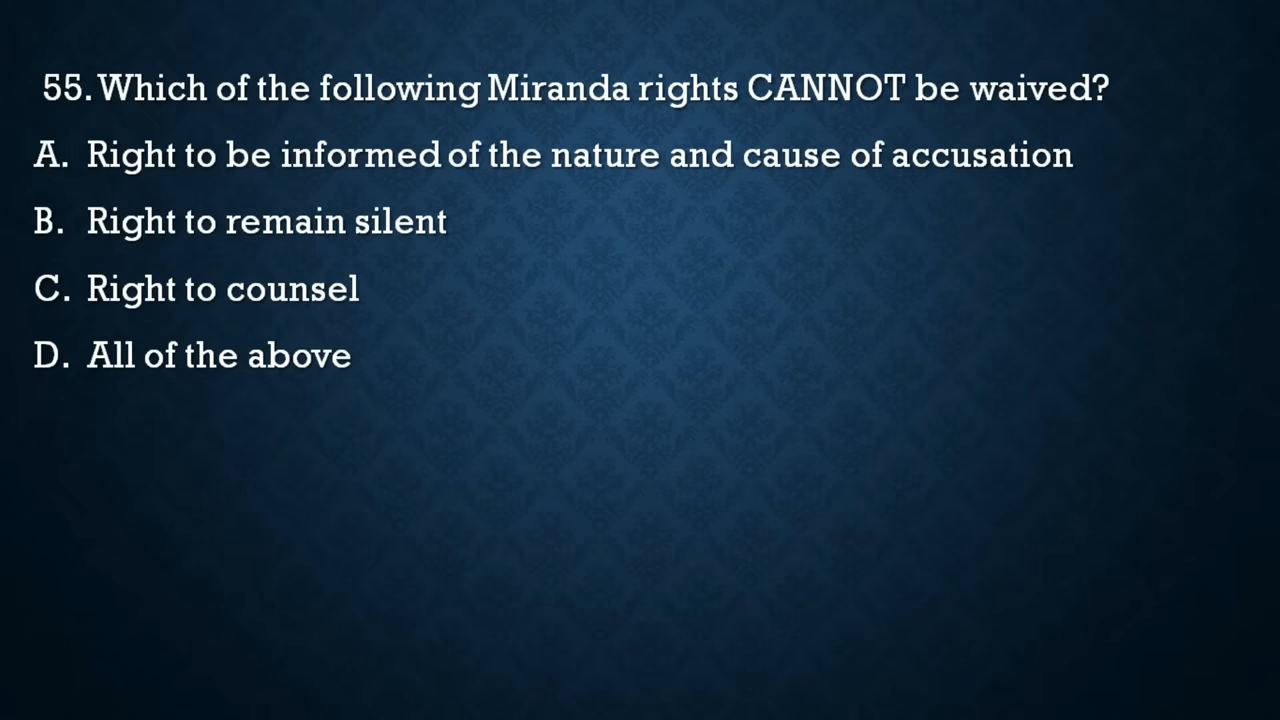 55. Which of the following Miranda rights CANNOT be waived?
A. Right to be informed of the nature and cause of accusation
B. Right to remain silent
C. Right to counsel
D. All of the above